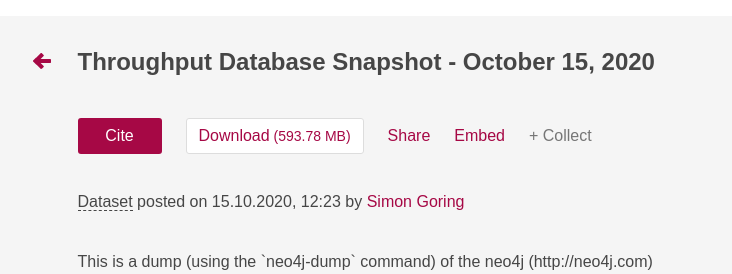 Throughput Database Snapshot - October 15, 2020
Cite Download (593.78 MB) Share Embed + Collect
Dataset posted on 15.10.2020, 12:23 by Simon Goring
This is a dump (using the `neo4j-dump` command) of the neo4j (http://neo4j.com)